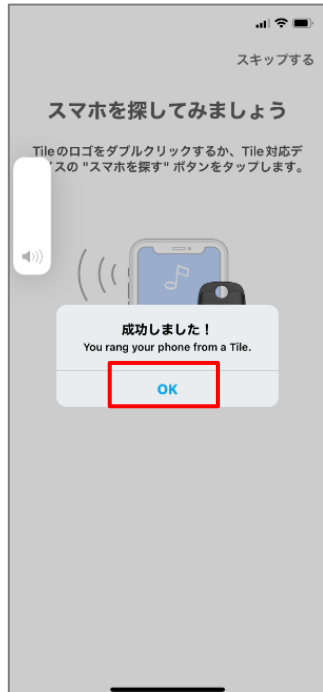 スキップする
スマホを探してみましょう
Tileのロゴをダブルクリックするか、Tile対応デ
イスの "スマホを探す" ボタンをタップします。
成功しました！
You rang your phone from a Tile.
OK